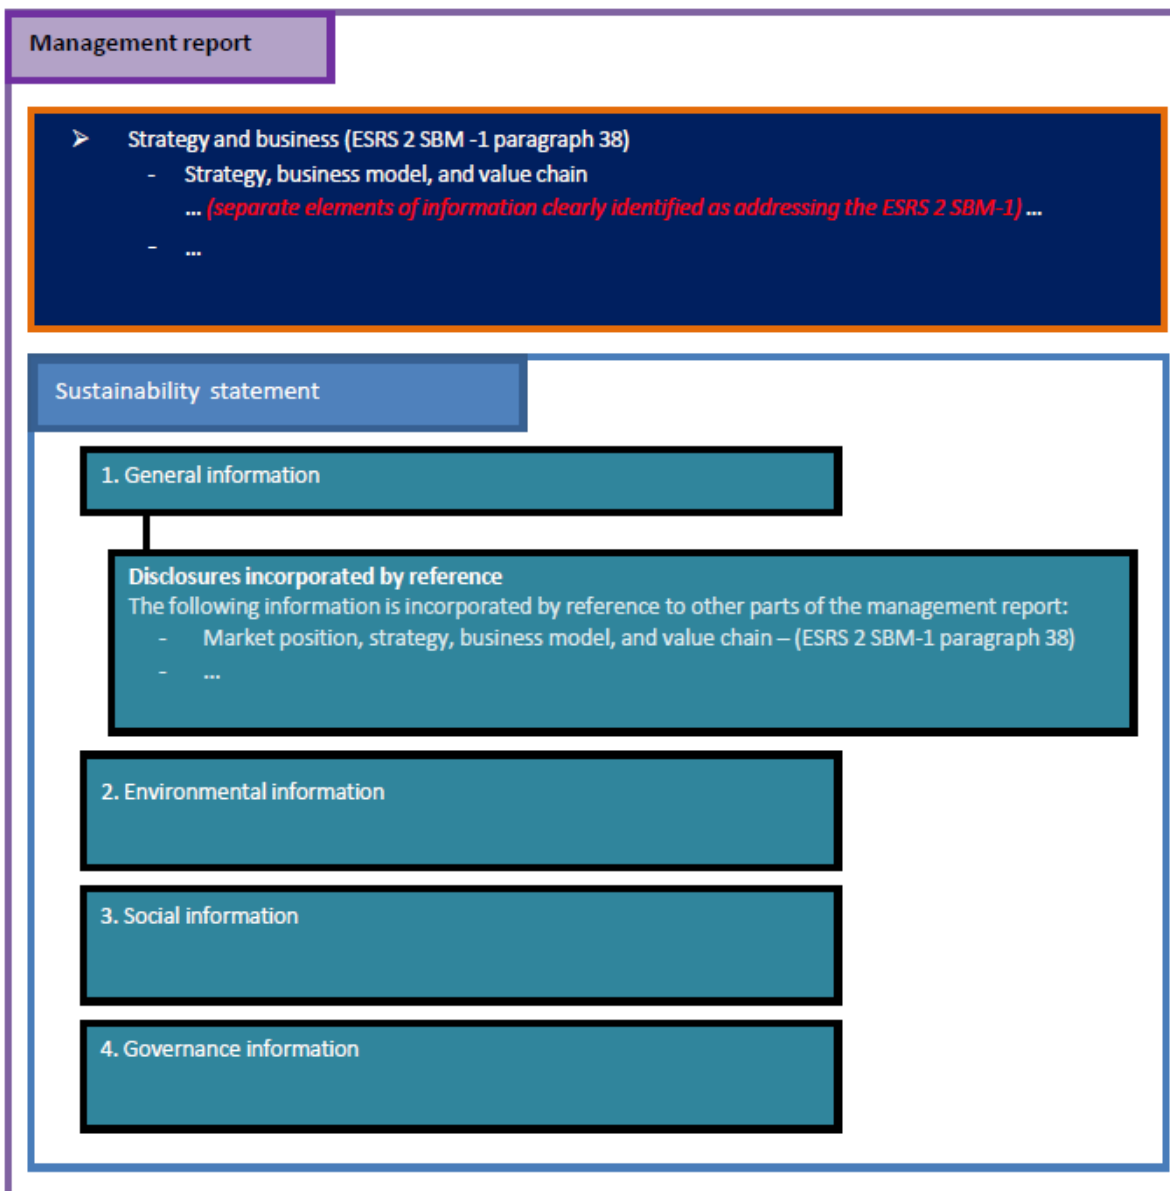 Management report
➢ Strategy and business (ESRS 2 SBM -1 paragraph 38)
- Strategy, business model, and value chain
... (separate elements of information clearly identified as addressing the ESRS 2 SBM-1) ...
- ...
Sustainability statement
1. General information
Disclosures incorporated by reference
The following information is incorporated by reference to other parts of the management report:
- Market position, strategy, business model, and value chain – (ESRS 2 SBM-1 paragraph 38)
- ...
2. Environmental information
3. Social information
4. Governance information